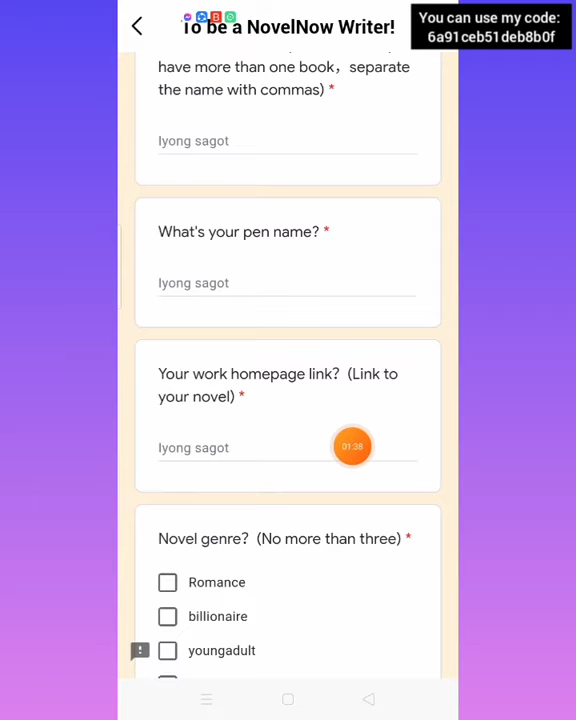 To be a NovelNow Writer!
You can use my code:
6a91ceb51deb8b0f
have more than one book，separate
the name with commas) *
Iyong sagot
What's your pen name? *
Iyong sagot
Your work homepage link?（Link to
your novel) *
Iyong sagot
01:38
Novel genre?（No more than three) *
Romance
billionaire
youngadult